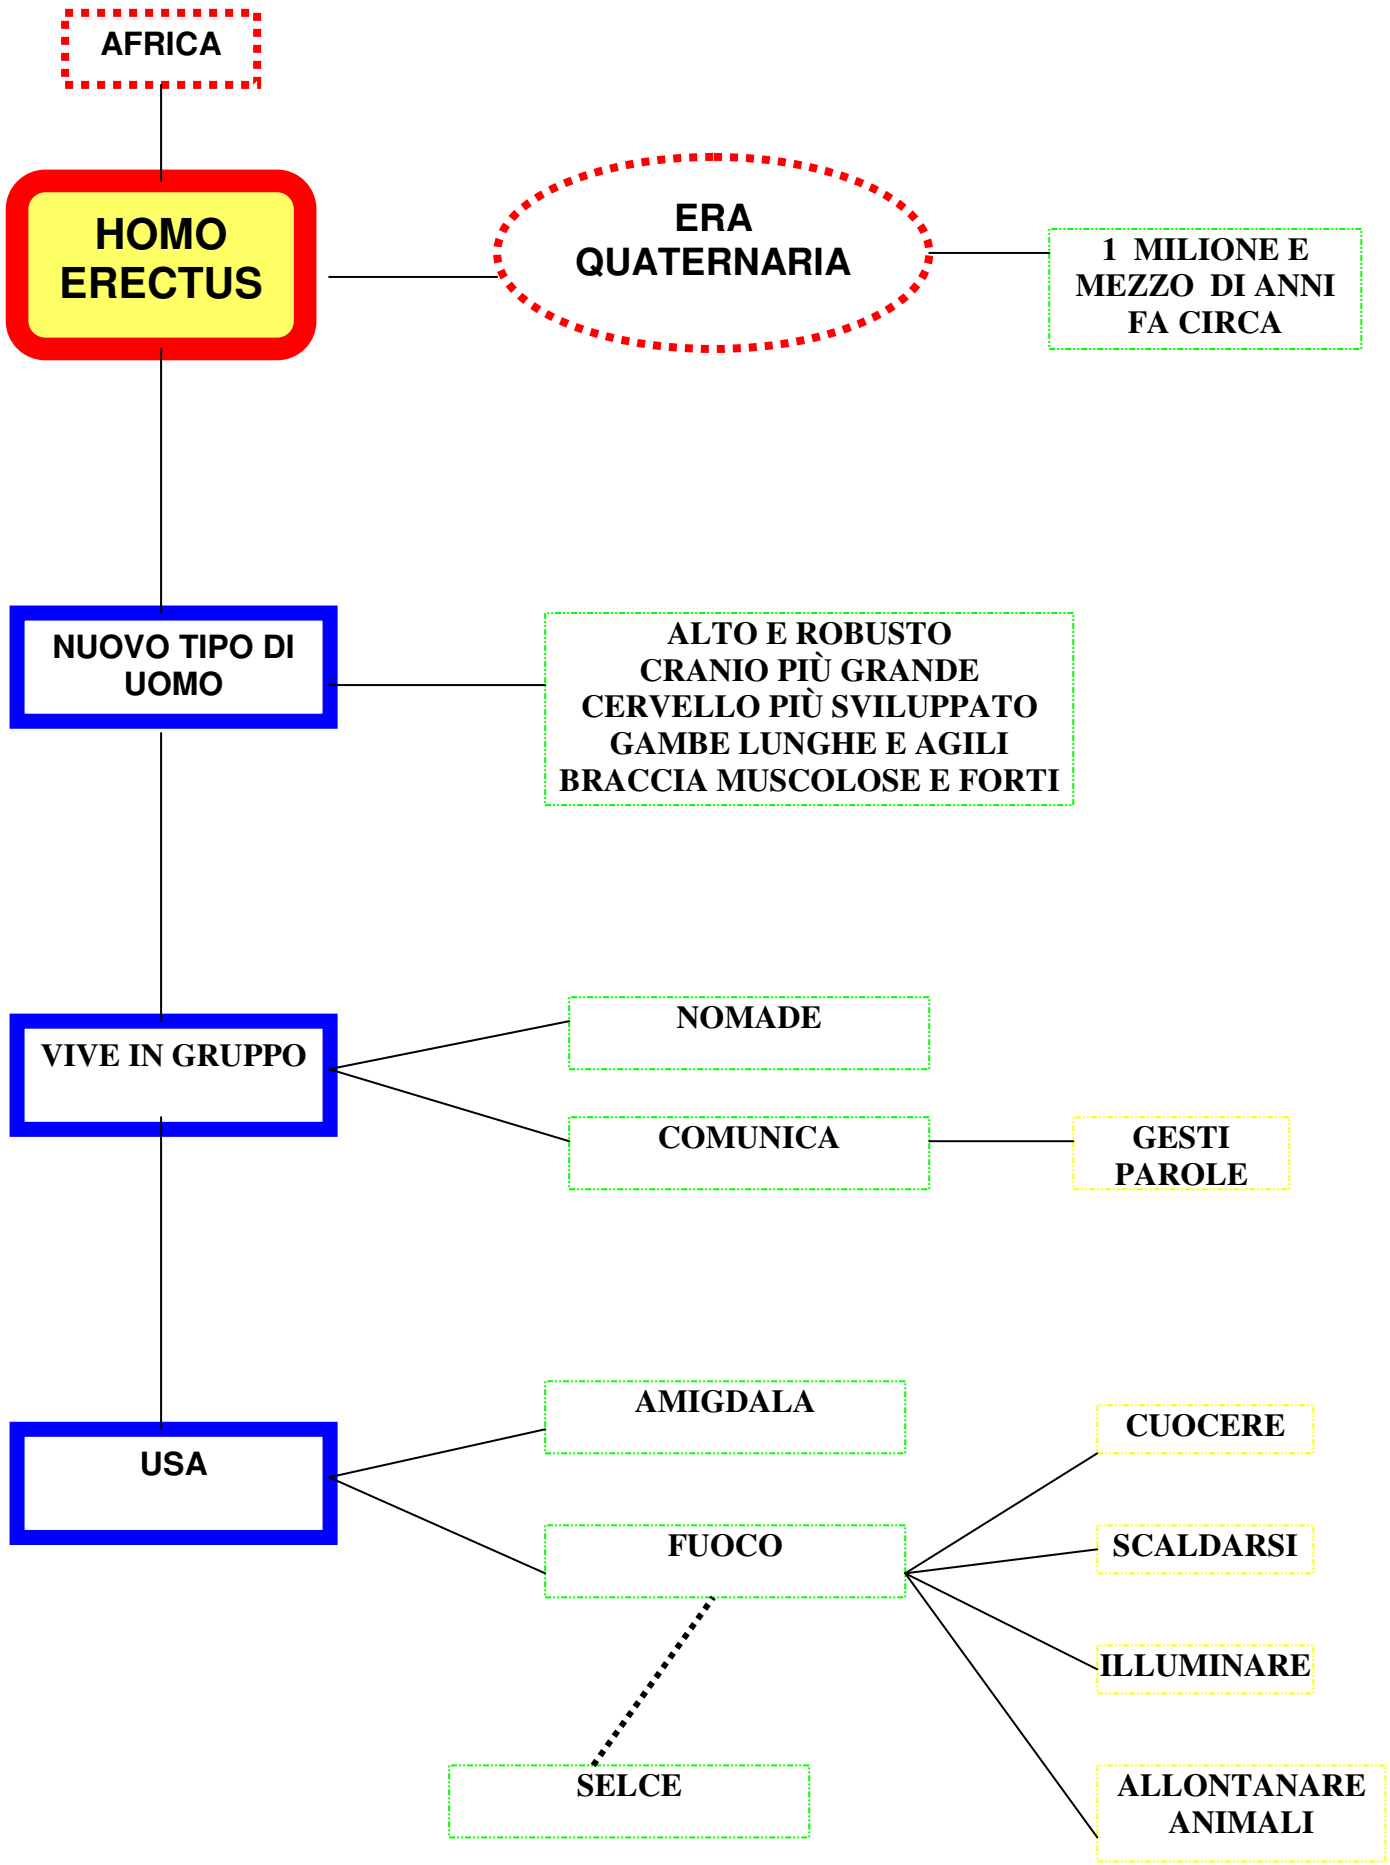 AFRICA
HOMO
ERECTUS
ERA
QUATERNARIA
1 MILIONE E
MEZZO DI ANNI
FA CIRCA
NUOVO TIPO DI
UOMO
ALTO E ROBUSTO
CRANIO PIÙ GRANDE
CERVELLO PIÙ SVILUPPATO
GAMBE LUNGHE E AGILI
BRACCIA MUSCOLOSE E FORTI
VIVE IN GRUPPO
NOMADE
COMUNICA
GESTI
PAROLE
USA
AMIGDALA
FUOCO
CUOCERE
SCALDARSI
ILLUMINARE
ALLONTANARE
ANIMALI
SELCE